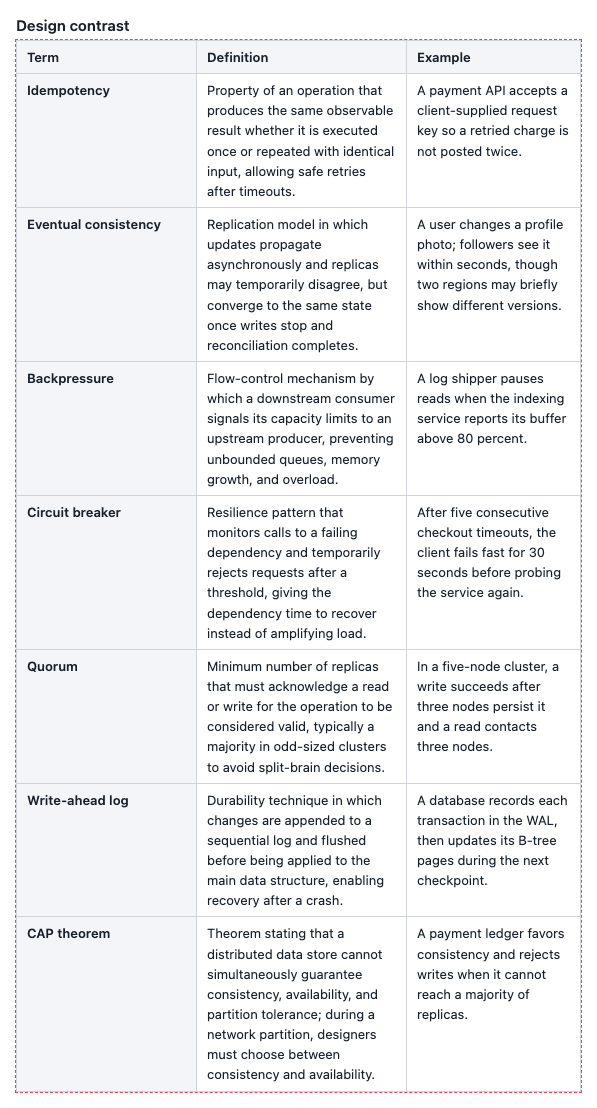 Design contrast
Term
Definition
Example
Idempotency
Property of an operation that
produces the same observable
result whether it is executed
once or repeated with identical
input, allowing safe retries
after timeouts.
A payment API accepts a
client-supplied request
key so a retried charge is
not posted twice.
Eventual consistency
Replication model in which
updates propagate
asynchronously and replicas
may temporarily disagree, but
converge to the same state
once writes stop and
reconciliation completes.
A user changes a profile
photo; followers see it
within seconds, though
two regions may briefly
show different versions.
Backpressure
Flow-control mechanism by
which a downstream consumer
signals its capacity limits to an
upstream producer, preventing
unbounded queues, memory
growth, and overload.
A log shipper pauses
reads when the indexing
service reports its buffer
above 80 percent.
Circuit breaker
Resilience pattern that
monitors calls to a failing
dependency and temporarily
rejects requests after a
threshold, giving the
dependency time to recover
instead of amplifying load.
After five consecutive
checkout timeouts, the
client fails fast for 30
seconds before probing
the service again.
Quorum
Minimum number of replicas
that must acknowledge a read
or write for the operation to be
considered valid, typically a
majority in odd-sized clusters
to avoid split-brain decisions.
In a five-node cluster, a
write succeeds after
three nodes persist it
and a read contacts
three nodes.
Write-ahead log
Durability technique in which
changes are appended to a
sequential log and flushed
before being applied to the
main data structure, enabling
recovery after a crash.
A database records each
transaction in the WAL,
then updates its B-tree
pages during the next
checkpoint.
CAP theorem
Theorem stating that a
distributed data store cannot
simultaneously guarantee
consistency, availability, and
partition tolerance; during a
network partition, designers
must choose between
consistency and availability.
A payment ledger favors
consistency and rejects
writes when it cannot
reach a majority of
replicas.